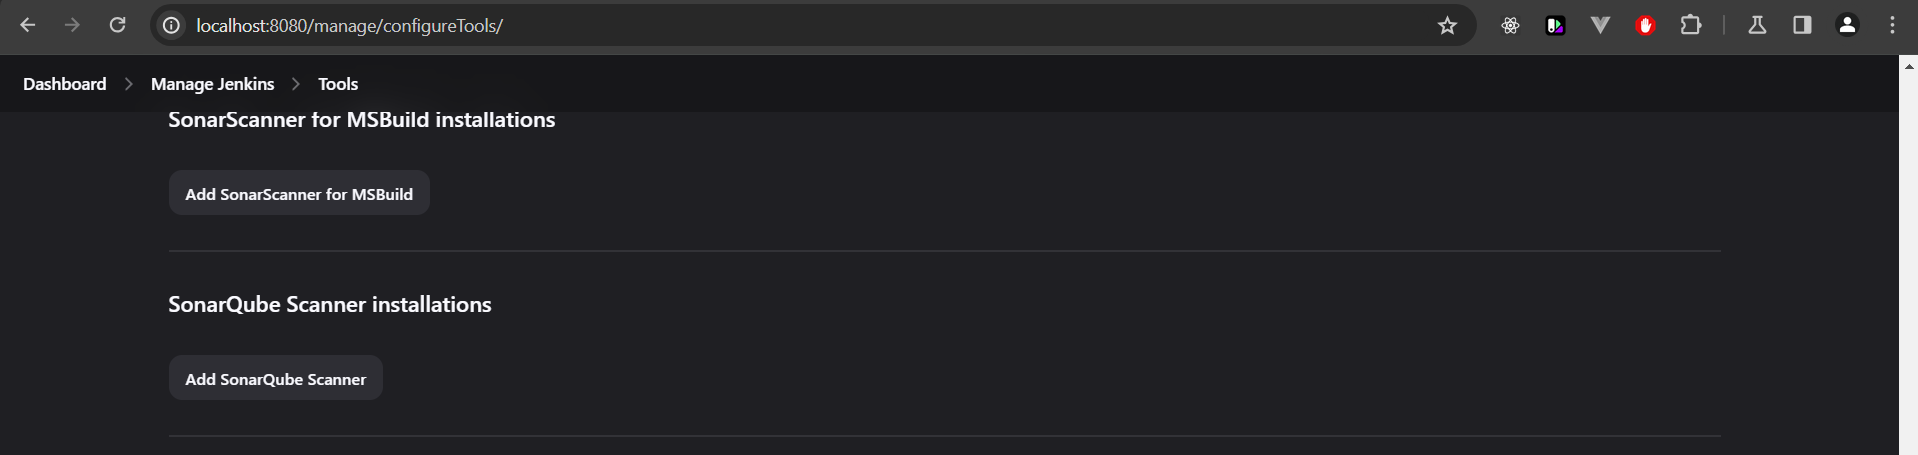 localhost:8080/manage/configureTools/
Dashboard > Manage Jenkins > Tools
SonarScanner for MSBuild installations
Add SonarScanner for MSBuild
SonarQube Scanner installations
Add SonarQube Scanner